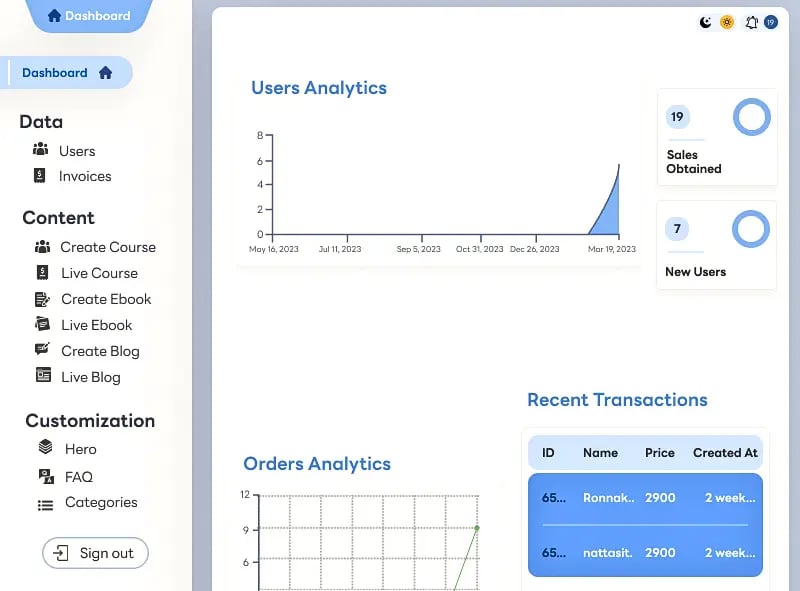 Dashboard
Dashboard
Data
Users
Invoices
Content
Create Course
Live Course
Create Ebook
Live Ebook
Create Blog
Live Blog
Customization
Hero
FAQ
Categories
Sign out
19
Users Analytics
8
6
4
2
0
May 16, 2023
Jul 11, 2023
Sep 5, 2023
Oct 31, 2023
Dec 26, 2023
Mar 19, 2023
19
Sales
Obtained
7
New Users
Orders Analytics
12
9
6
Recent Transactions
ID Name Price Created At
65... Ronnak.. 2900 2 week...
65... nattasit. 2900 2 week...